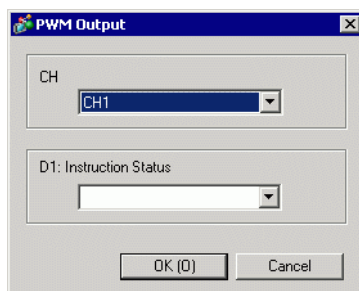 PWM Output
CH
CH1
D1: Instruction Status
OK (O)
Cancel